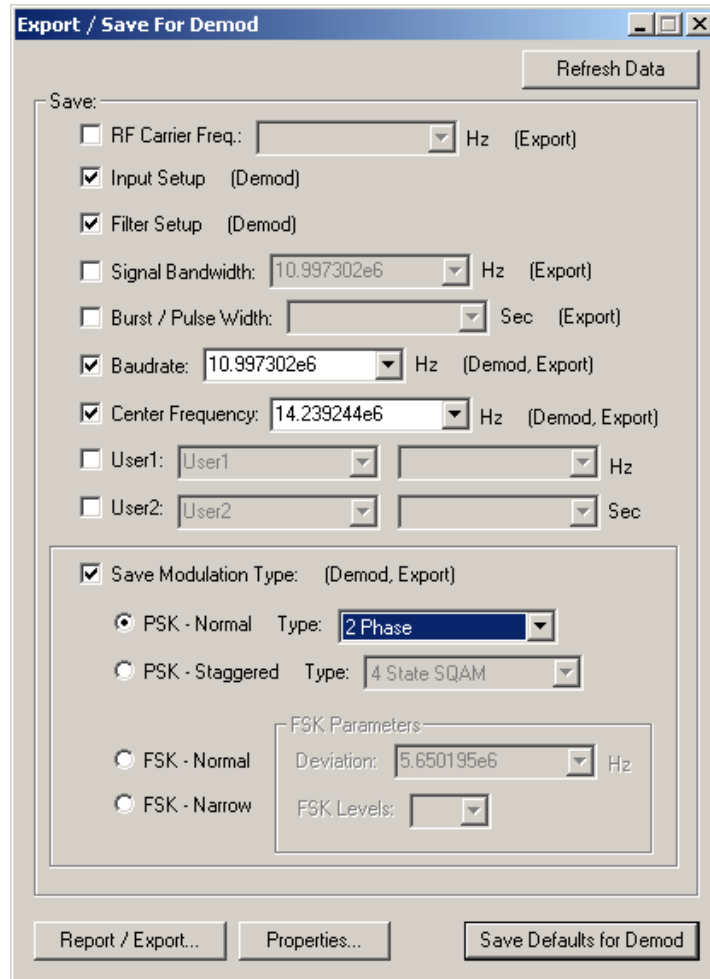 Export / Save For Demod
Refresh Data
Save:
RF Carrier Freq.: Hz (Export)
Input Setup (Demod)
Filter Setup (Demod)
Signal Bandwidth: 10.997302e6 Hz (Export)
Burst / Pulse Width: Sec (Export)
Baudrate: 10.997302e6 Hz (Demod, Export)
Center Frequency: 14.239244e6 Hz (Demod, Export)
User1: User1 Hz
User2: User2 Sec
Save Modulation Type: (Demod, Export)
PSK - Normal Type: 2 Phase
PSK - Staggered Type: 4 State SQAM
FSK Parameters
FSK - Normal Deviation: 5.650195e6 Hz
FSK - Narrow FSK Levels:
Report / Export... Properties... Save Defaults for Demod